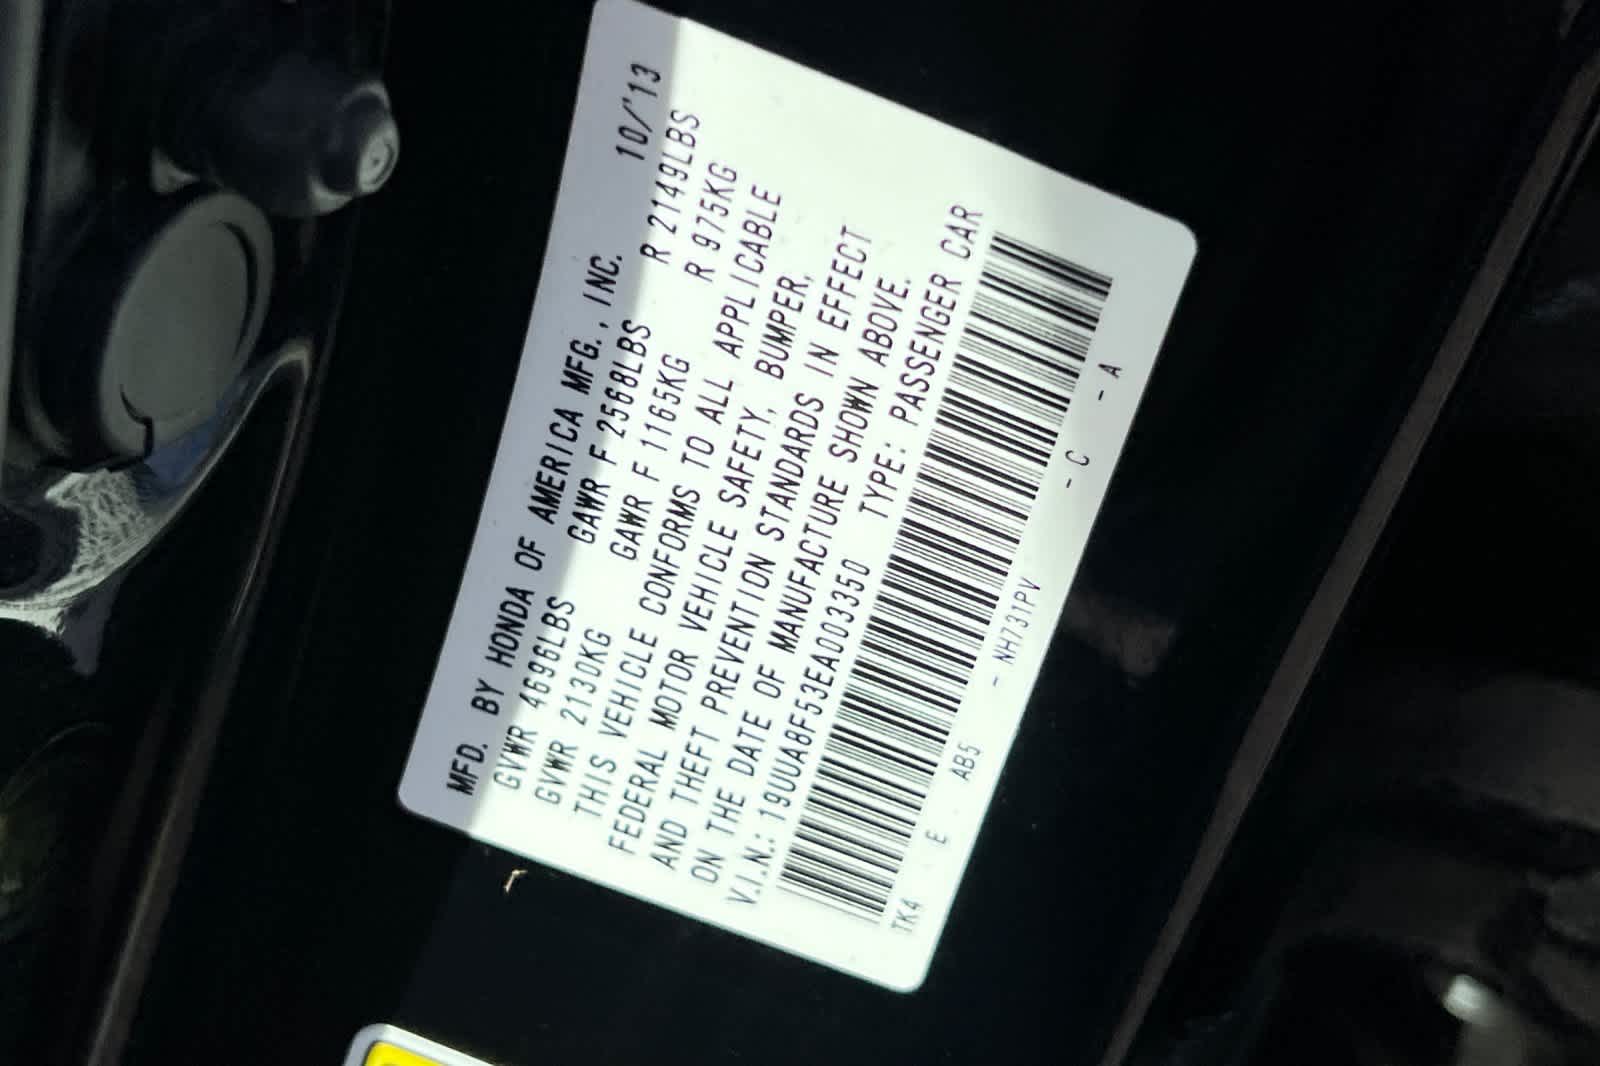 MFD. BY HONDA OF AMERICA MFG., INC. 10/'13
GVWR 4696LBS GAWR F 2568LBS R 2149LBS
GVWR 2130KG GAWR F 1165KG R 975KG
THIS VEHICLE CONFORMS TO ALL APPLICABLE
FEDERAL MOTOR VEHICLE SAFETY, BUMPER,
AND THEFT PREVENTION STANDARDS IN EFFECT
ON THE DATE OF MANUFACTURE SHOWN ABOVE.
V.I.N.: 19UUA8F53EA003350 TYPE: PASSENGER CAR
TK4 E AB5 - NH731PV - C - A